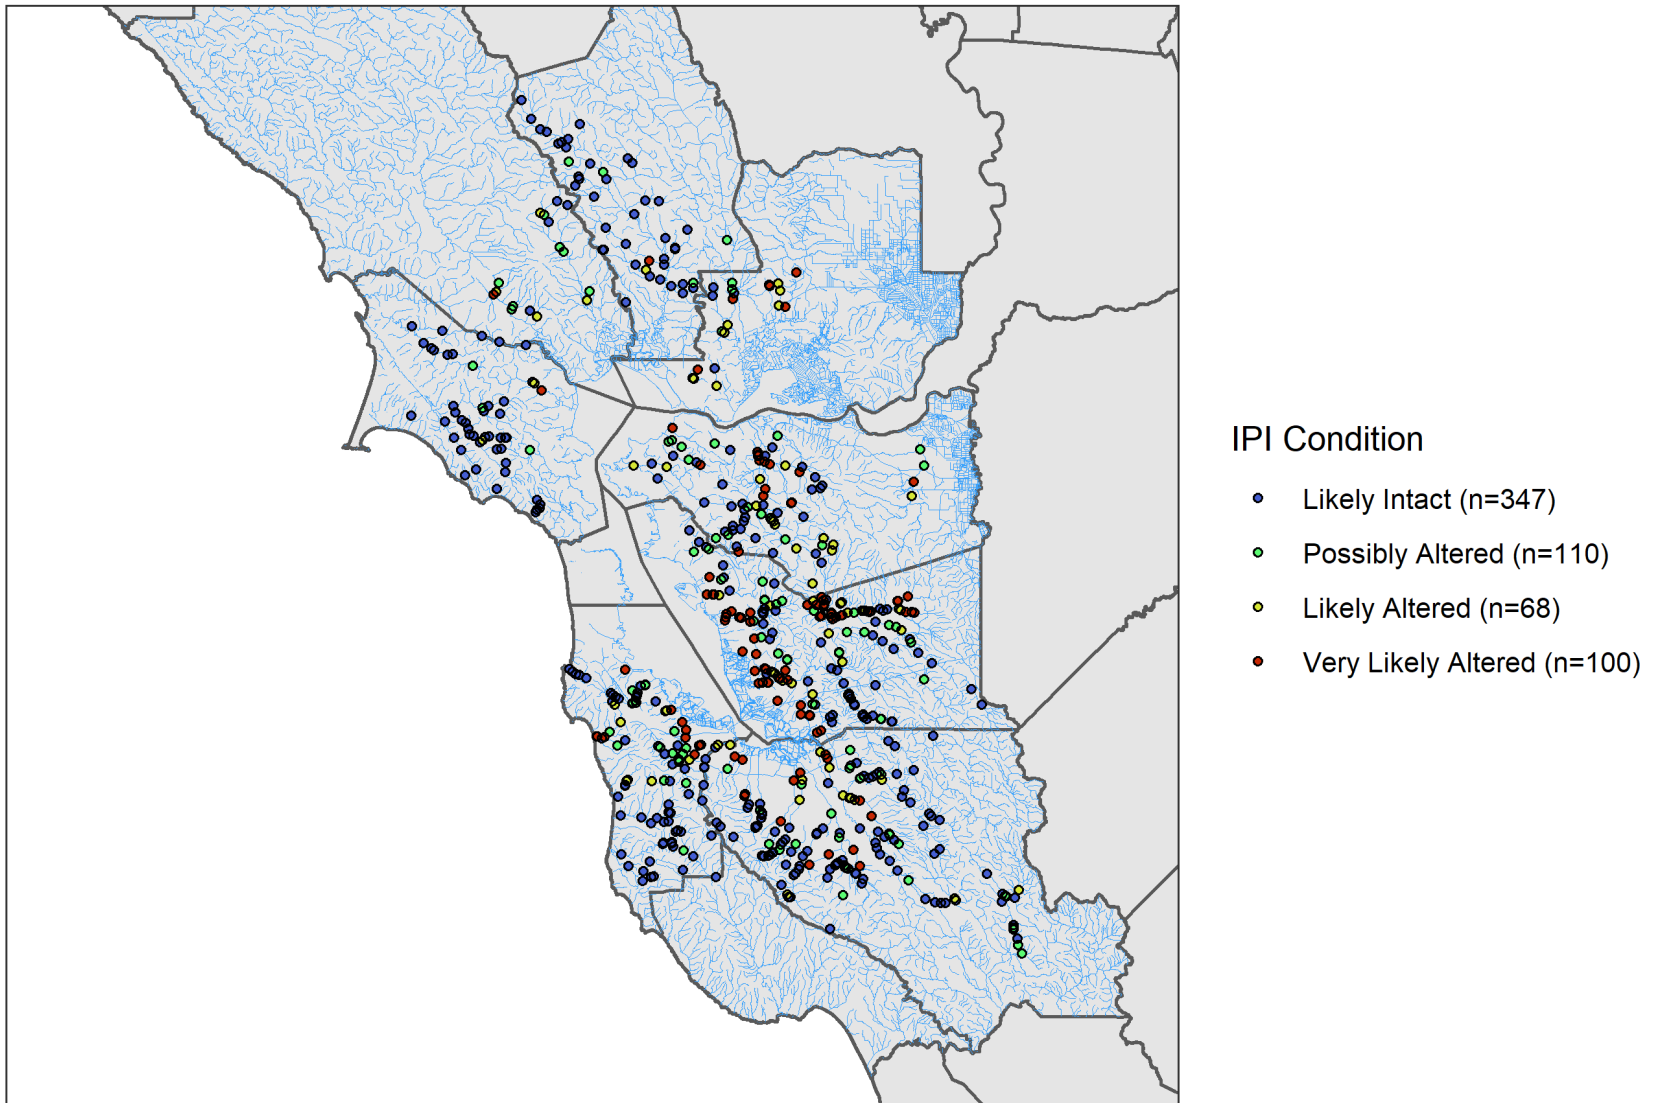 IPI Condition
Likely Intact (n=347)
Possibly Altered (n=110)
Likely Altered (n=68)
Very Likely Altered (n=100)